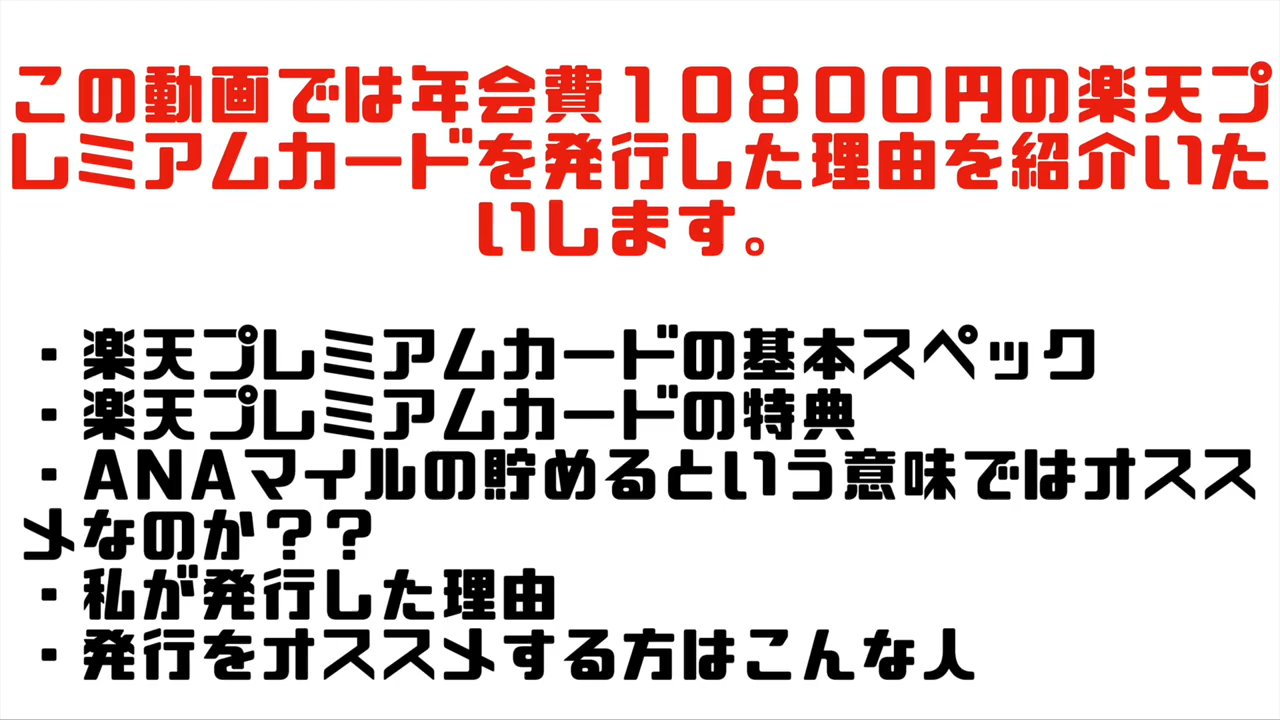 この動画では年会費１０８００円の楽天プ
レミアムカードを発行した理由を紹介いた
いします。
・楽天プレミアムカードの基本スペック
・楽天プレミアムカードの特典
・ANAマイルの貯めるという意味ではオスス
メなのか？？
・私が発行した理由
・発行をオススメする方はこんな人